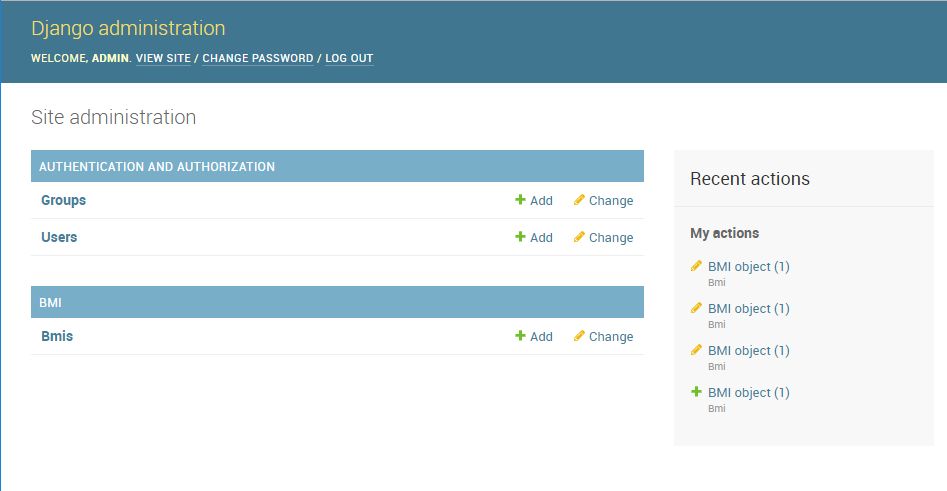 Django administration
WELCOME, ADMIN. VIEW SITE / CHANGE PASSWORD / LOG OUT
Site administration
AUTHENTICATION AND AUTHORIZATION
Groups Add Change
Users Add Change
BMI
Bmis Add Change
Recent actions
My actions
BMI object (1)
Bmi
BMI object (1)
Bmi
BMI object (1)
Bmi
BMI object (1)
Bmi